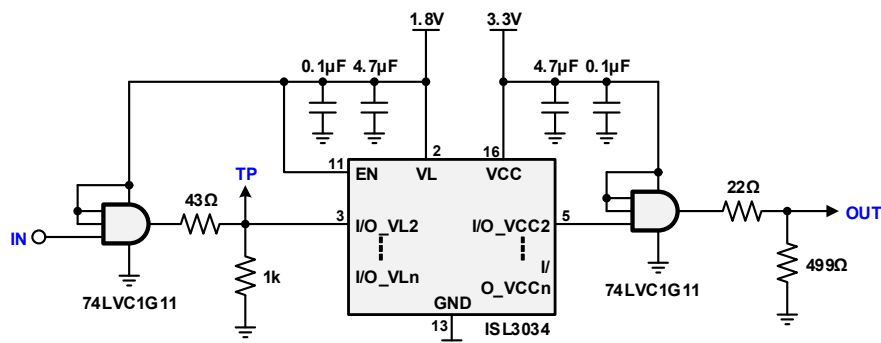 1.8V 3.3V
0.1µF 4.7µF 4.7µF 0.1µF
2 16
11 EN VL VCC
TP
43Ω 22Ω
3 I/O_VL2 I/O_VCC2 5
IN OUT
I/O_VLn I/
O_VCCn
1k 499Ω
74LVC1G11 GND 74LVC1G11
13 ISL3034